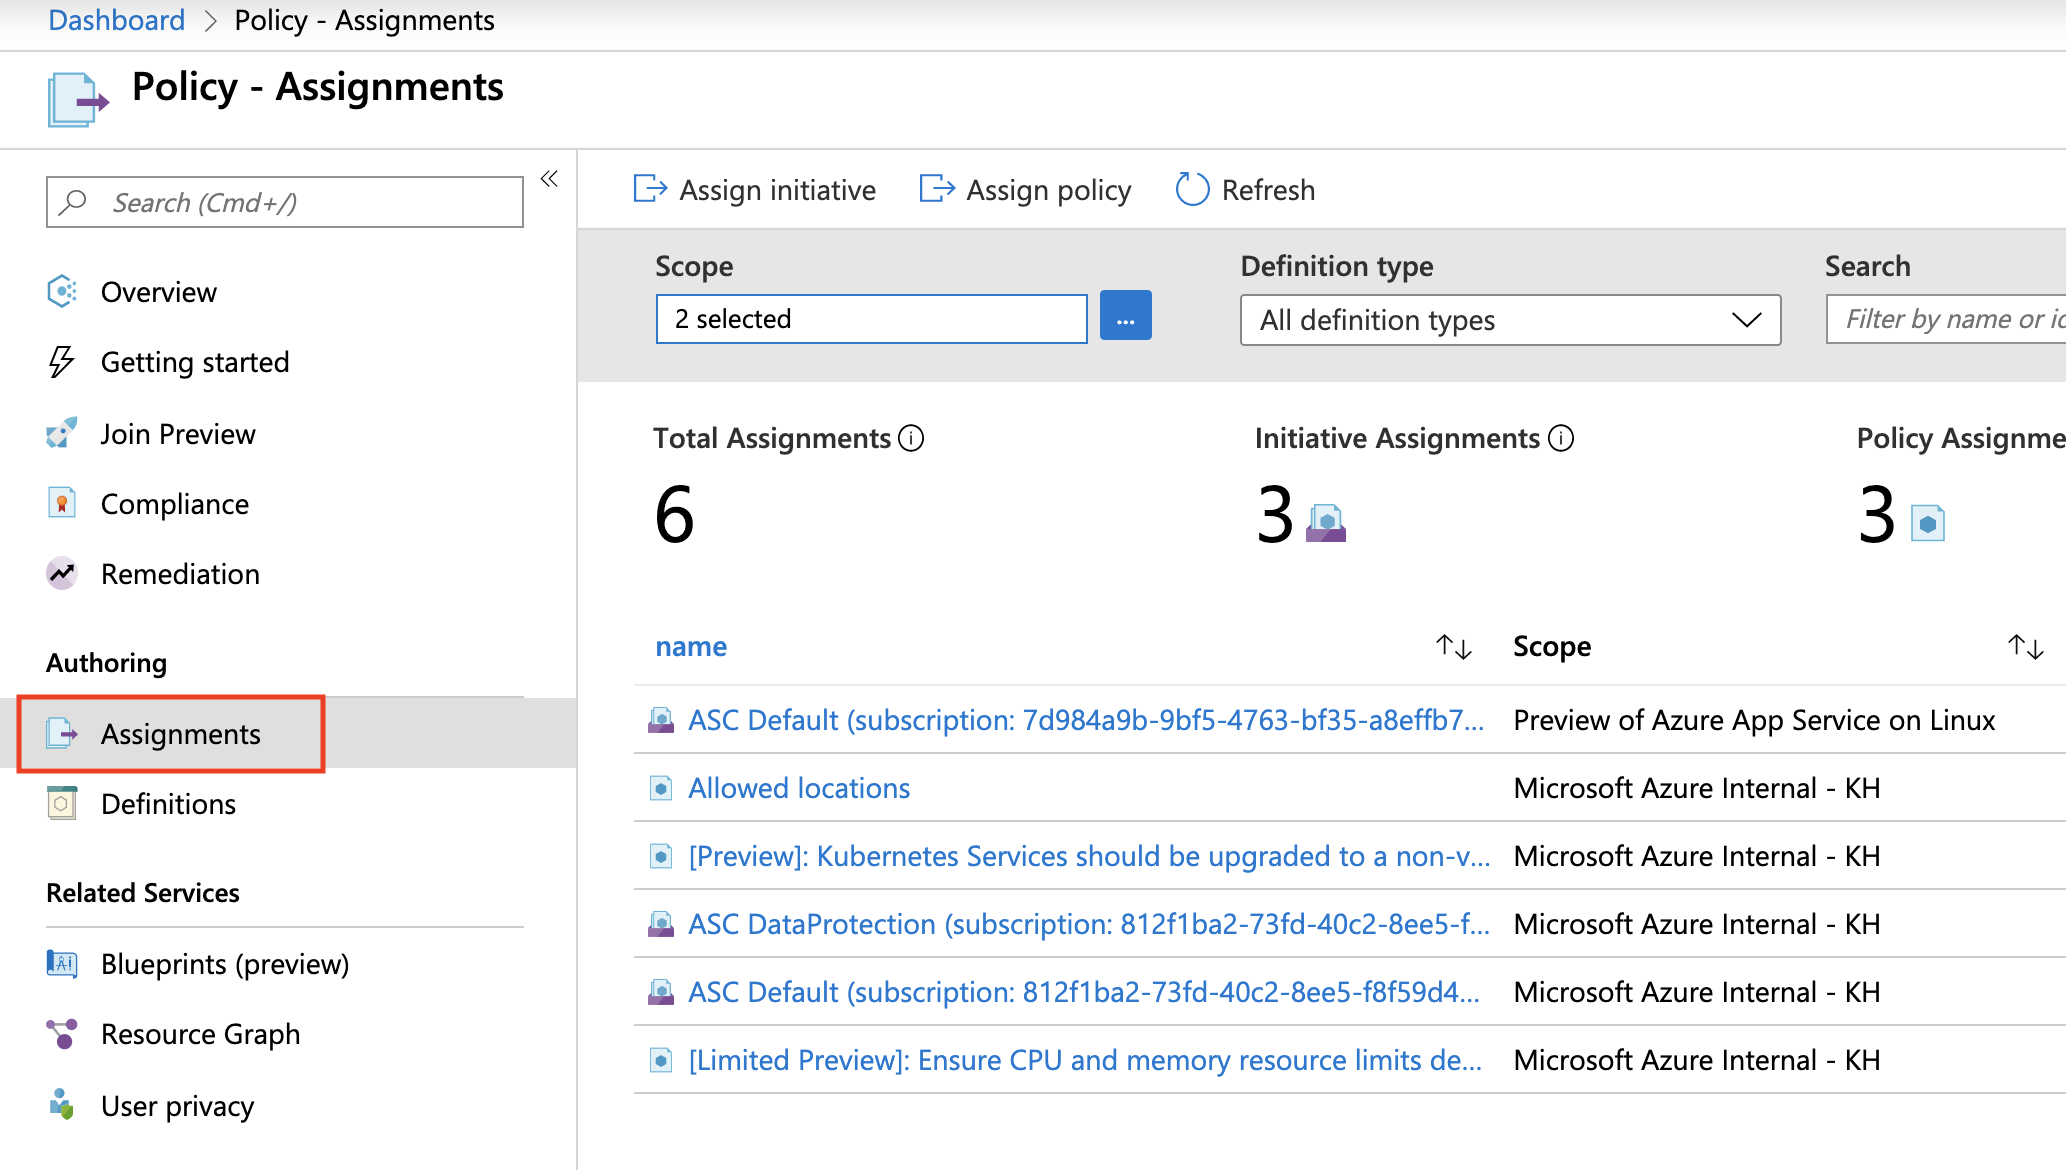 Dashboard > Policy - Assignments
Policy - Assignments
Search (Cmd+/)
«
Overview
Getting started
Join Preview
Compliance
Remediation
Authoring
Assignments
Definitions
Related Services
Blueprints (preview)
Resource Graph
User privacy
Assign initiative Assign policy Refresh
Scope Definition type Search
2 selected ... All definition types Filter by name or
Total Assignments Initiative Assignments Policy Assignme
6 3 3
name Scope
ASC Default (subscription: 7d984a9b-9bf5-4763-bf35-a8effb7... Preview of Azure App Service on Linux
Allowed locations Microsoft Azure Internal - KH
[Preview]: Kubernetes Services should be upgraded to a non-v... Microsoft Azure Internal - KH
ASC DataProtection (subscription: 812f1ba2-73fd-40c2-8ee5-f... Microsoft Azure Internal - KH
ASC Default (subscription: 812f1ba2-73fd-40c2-8ee5-f8f59d4... Microsoft Azure Internal - KH
[Limited Preview]: Ensure CPU and memory resource limits de... Microsoft Azure Internal - KH